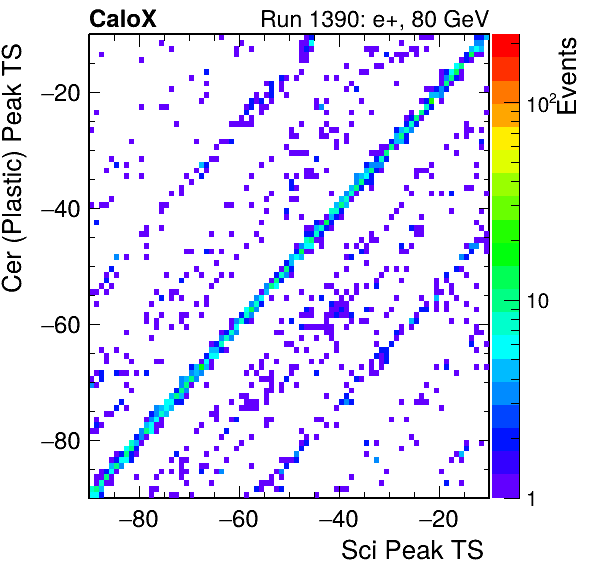 CaloX Run 1390: e+, 80 GeV
Cer (Plastic) Peak TS
−20
−40
−60
−80
−80 −60 −40 −20
Sci Peak TS
Events
10²
10
1